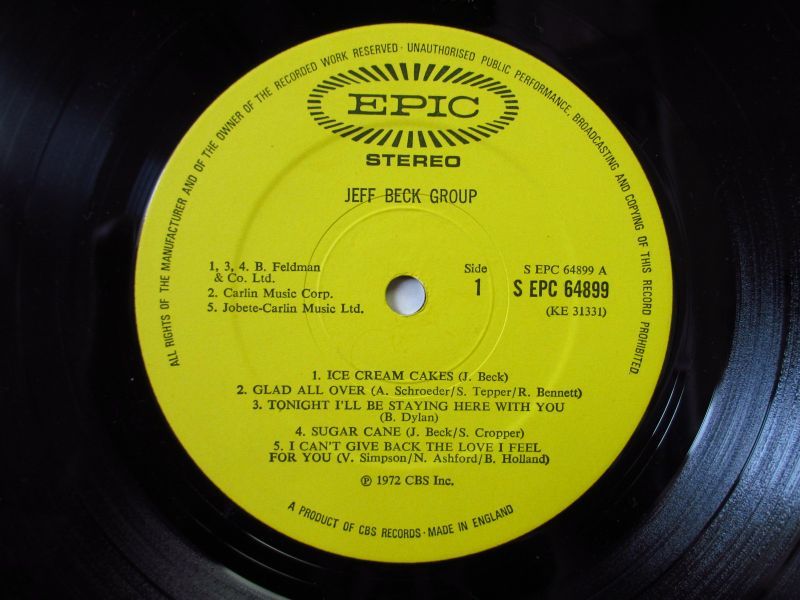 ALL RIGHTS OF THE MANUFACTURER AND OF THE OWNER OF THE RECORDED WORK RESERVED · UNAUTHORISED PUBLIC PERFORMANCE, BROADCASTING AND COPYING OF THIS RECORD PROHIBITED.
EPIC
STEREO
JEFF BECK GROUP
1, 3, 4. B. Feldman
& Co. Ltd.
2. Carlin Music Corp.
5. Jobete-Carlin Music Ltd.
Side
1
S EPC 64899 A
S EPC 64899
(KE 31331)
1. ICE CREAM CAKES (J. Beck)
2. GLAD ALL OVER (A. Schroeder/S. Tepper/R. Bennett)
3. TONIGHT I'LL BE STAYING HERE WITH YOU
(B. Dylan)
4. SUGAR CANE (J. Beck/S. Cropper)
5. I CAN'T GIVE BACK THE LOVE I FEEL
FOR YOU (V. Simpson/N. Ashford/B. Holland)
℗ 1972 CBS Inc.
A PRODUCT OF CBS RECORDS · MADE IN ENGLAND